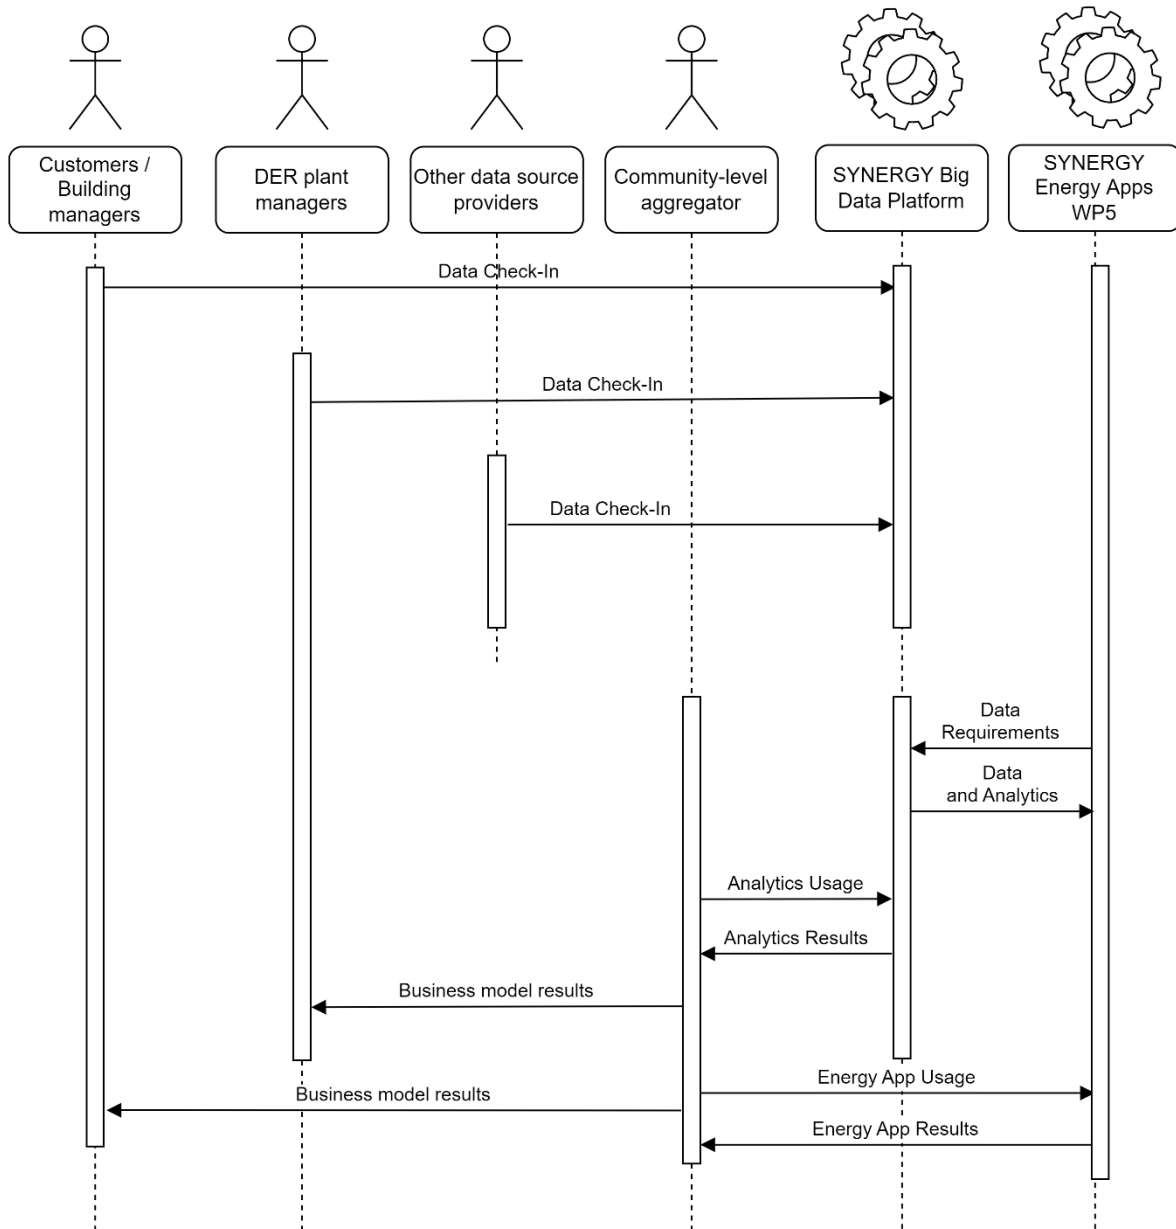 Customers /
Building
managers
DER plant
managers
Other data source
providers
Community-level
aggregator
SYNERGY Big
Data Platform
SYNERGY
Energy Apps
WP5
Data Check-In
Data Check-In
Data Check-In
Data
Requirements
Data
and Analytics
Analytics Usage
Analytics Results
Business model results
Energy App Usage
Business model results
Energy App Results